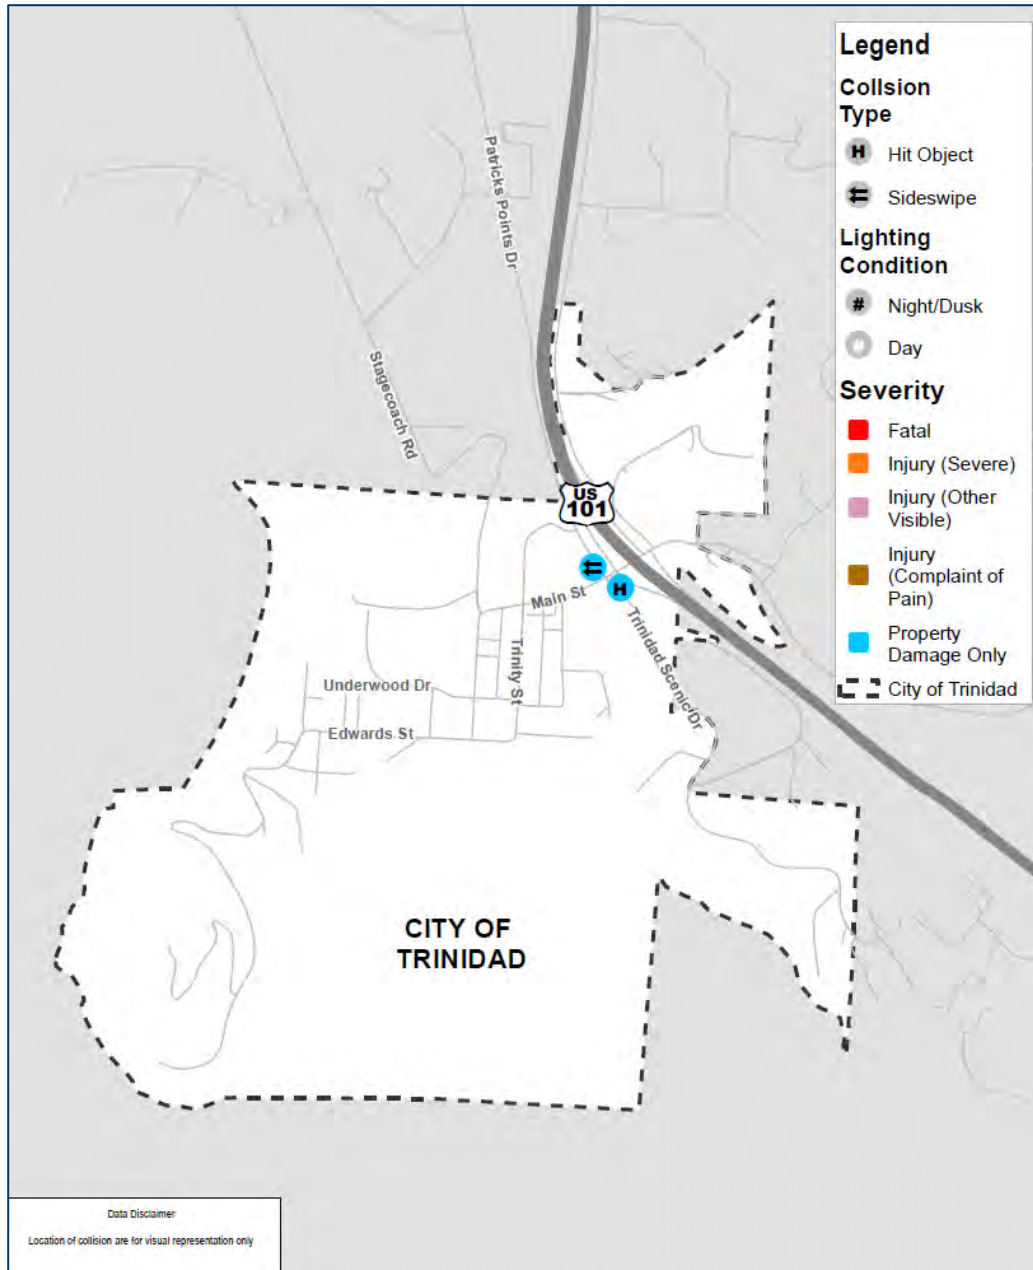 Legend
Collsion
Type
H
Hit Object
Sideswipe
Lighting
Condition
#
Night/Dusk
Day
Severity
Fatal
Injury (Severe)
Injury (Other
Visible)
Injury
(Complaint of
Pain)
Property
Damage Only
City of Trinidad
Patricks Points Dr
Stagecoach Rd
US
101
Main St
H
Trinity St
Trinidad Scenic Dr
Underwood Dr
Edwards St
CITY OF
TRINIDAD
Data Disclaimer
Location of collision are for visual representation only